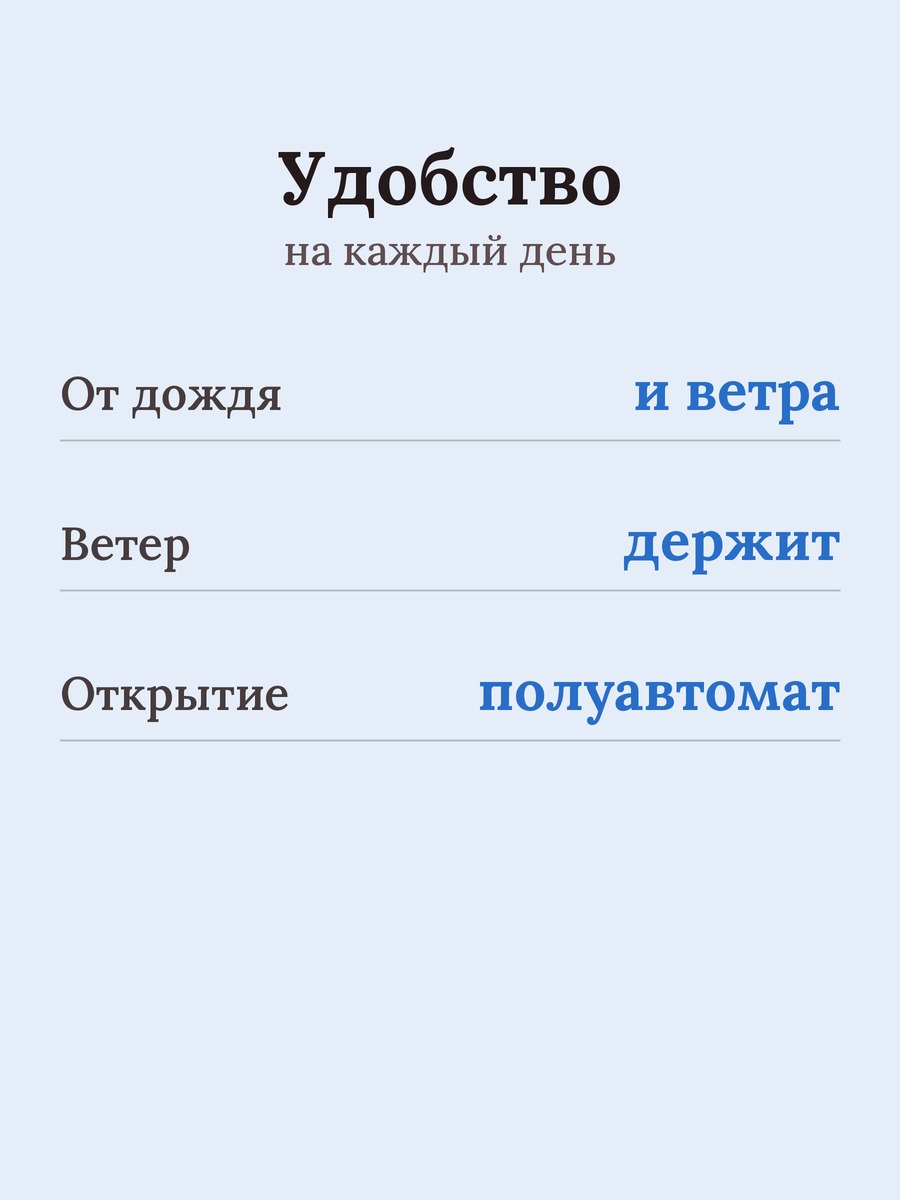 Удобство
на каждый день
От дождя и ветра
Ветер держит
Открытие полуавтомат